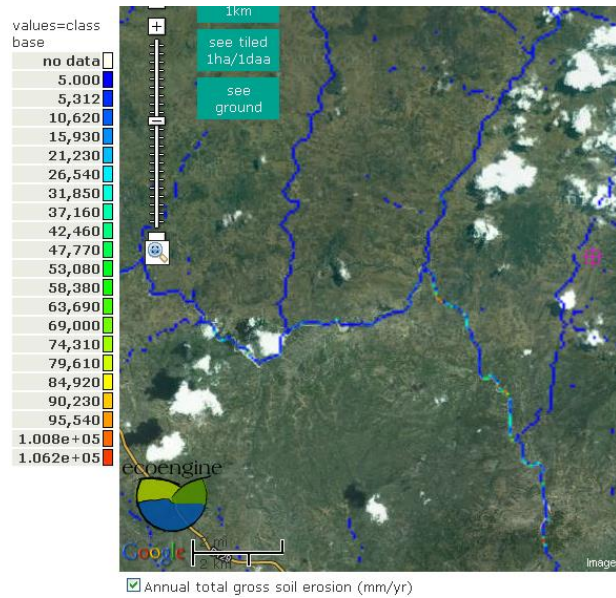 values=class
base
no data
5.000
5,312
10,620
15,930
21,230
26,540
31,850
37,160
42,460
47,770
53,080
58,380
63,690
69,000
74,310
79,610
84,920
90,230
95,540
1.008e+05
1.062e+05
1km
see tiled
1ha/1daa
see
ground
ecoengine
Google
2 mi
2 km
Image
Annual total gross soil erosion (mm/yr)